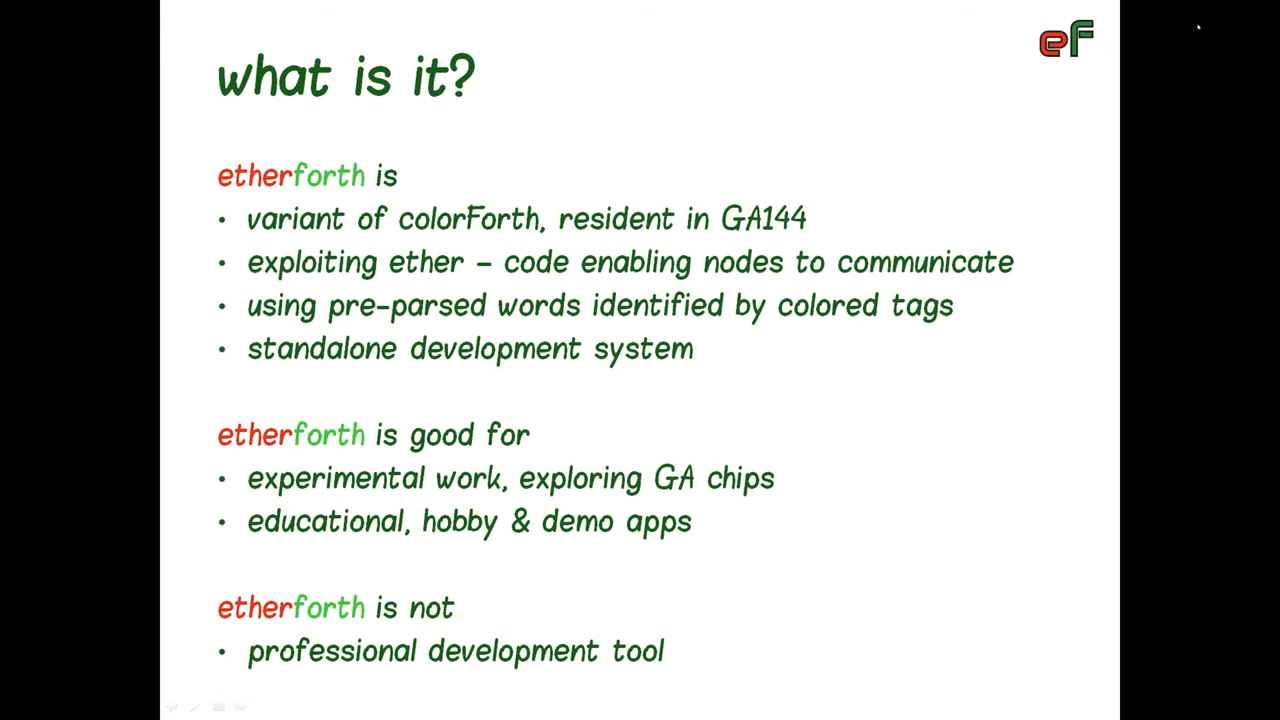 eF
what is it?
etherforth is
• variant of colorForth, resident in GA144
• exploiting ether – code enabling nodes to communicate
• using pre-parsed words identified by colored tags
• standalone development system
etherforth is good for
• experimental work, exploring GA chips
• educational, hobby & demo apps
etherforth is not
• professional development tool